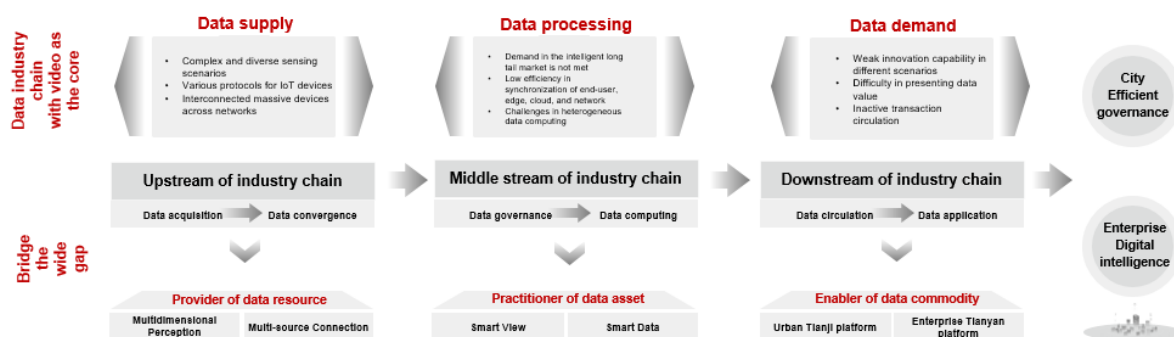 Data industry
chain
with video as
the core
Data supply
• Complex and diverse sensing
scenarios
• Various protocols for IoT devices
• Interconnected massive devices
across networks
Data processing
• Demand in the intelligent long
tail market is not met
• Low efficiency in
synchronization of end-user,
edge, cloud, and network
• Challenges in heterogeneous
data computing
Data demand
• Weak innovation capability in
different scenarios
• Difficulty in presenting data
value
• Inactive transaction
circulation
City
Efficient
governance
Upstream of industry chain
Middle stream of industry chain
Downstream of industry chain
Data acquisition
Data convergence
Data governance
Data computing
Data circulation
Data application
Bridge
the
wide
gap
Enterprise
Digital
intelligence
Provider of data resource
Multidimensional
Perception
Multi-source Connection
Practitioner of data asset
Smart View
Smart Data
Enabler of data commodity
Urban Tianji platform
Enterprise Tianyan
platform